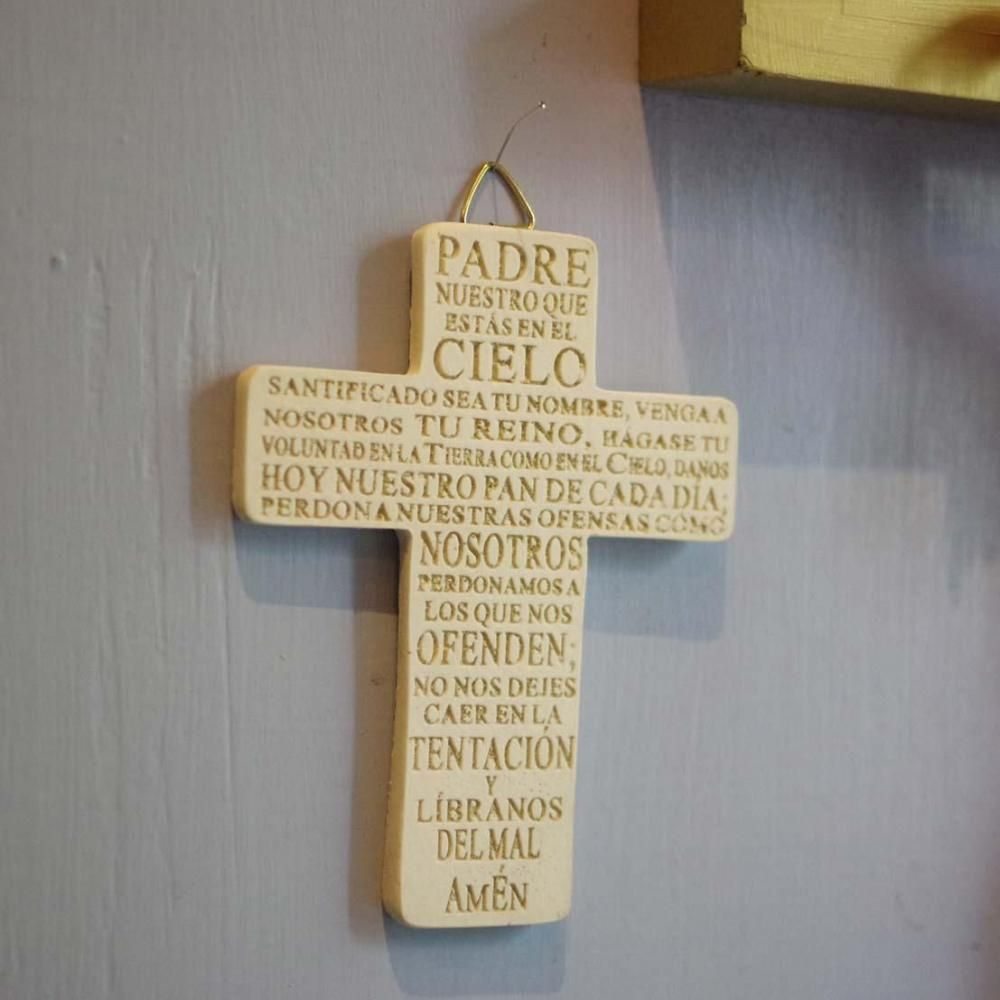 PADRE
NUESTRO QUE
ESTÁS EN EL
CIELO
SANTIFICADO SEA TU NOMBRE, VENGA A
NOSOTROS TU REINO. HÁGASE TU
VOLUNTAD EN LA TIERRA COMO EN EL CIELO, DANOS
HOY NUESTRO PAN DE CADA DÍA;
PERDONA NUESTRAS OFENSAS COMO
NOSOTROS
PERDONAMOS A
LOS QUE NOS
OFENDEN;
NO NOS DEJES
CAER EN LA
TENTACIÓN
Y
LÍBRANOS
DEL MAL
AMÉN